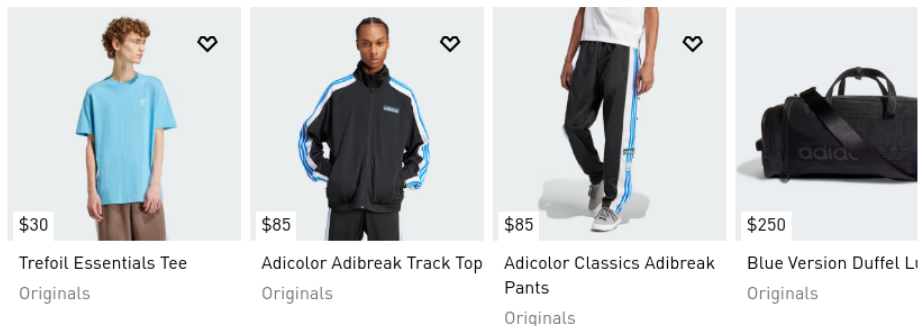 adidas
$30
$85
$85
$250
Trefoil Essentials Tee
Adicolor Adibreak Track Top
Adicolor Classics Adibreak
Pants
Blue Version Duffel
Originals
Originals
Originals
Originals